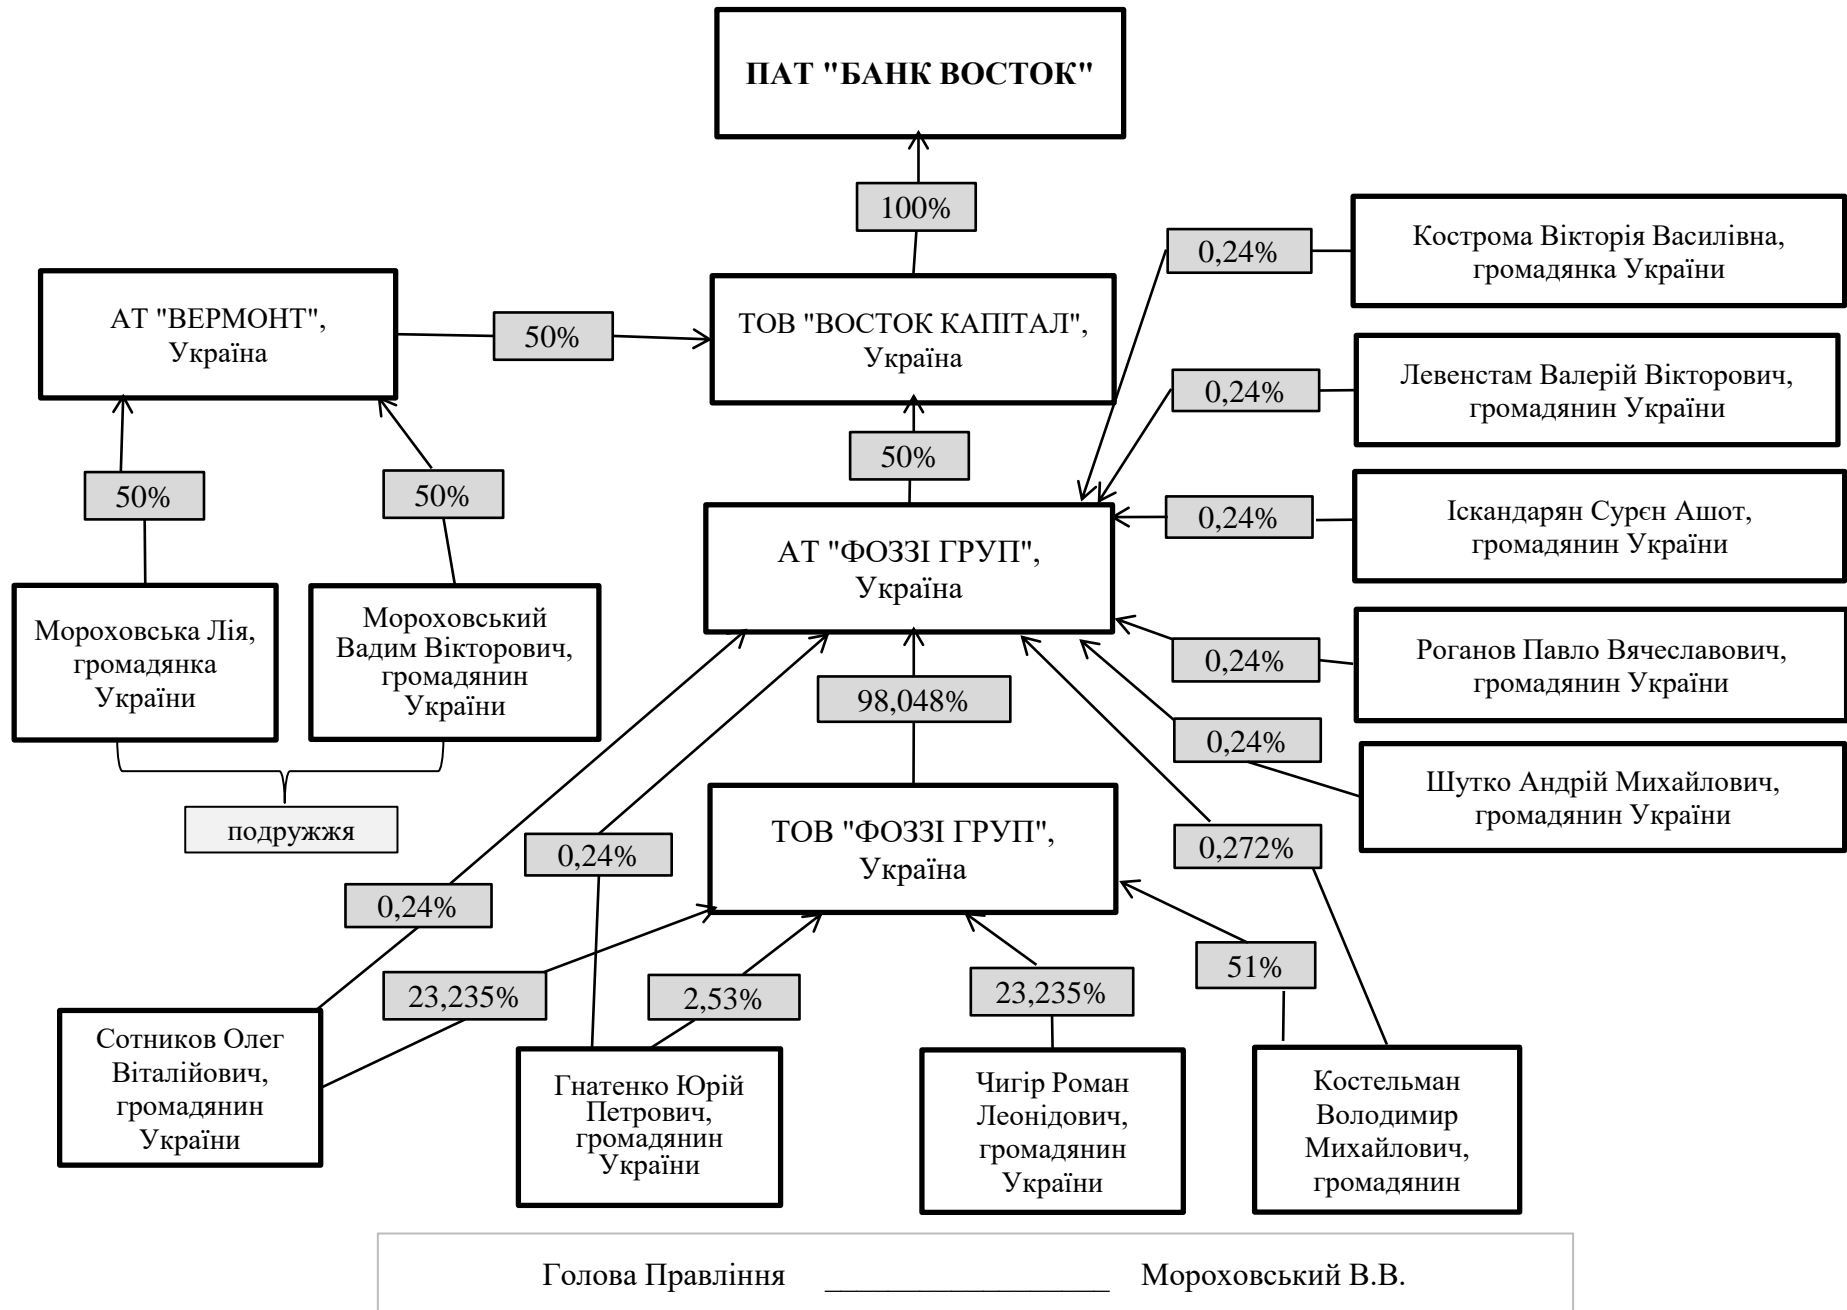 ПАТ "БАНК ВОСТОК"
100%
0,24%
Кострома Вікторія Василівна,
громадянка України
АТ "ВЕРМОНТ",
Україна
50%
ТОВ "ВОСТОК КАПІТАЛ",
Україна
0,24%
Левенстам Валерій Вікторович,
громадянин України
50%
50%
50%
0,24%
Іскандарян Сурєн Ашот,
громадянин України
АТ "ФОЗЗІ ГРУП",
Україна
Мороховська Лія,
громадянка
України
Мороховський
Вадим Вікторович,
громадянин
України
0,24%
Роганов Павло Вячеславович,
громадянин України
98,048%
0,24%
Шутко Андрій Михайлович,
громадянин України
подружжя
ТОВ "ФОЗЗІ ГРУП",
Україна
0,24%
0,272%
0,24%
23,235%
2,53%
23,235%
51%
Сотников Олег
Віталійович,
громадянин
України
Гнатенко Юрій
Петрович,
громадянин
України
Чигір Роман
Леонідович,
громадянин
України
Костельман
Володимир
Михайлович,
громадянин
Голова Правління __________________ Мороховський В.В.